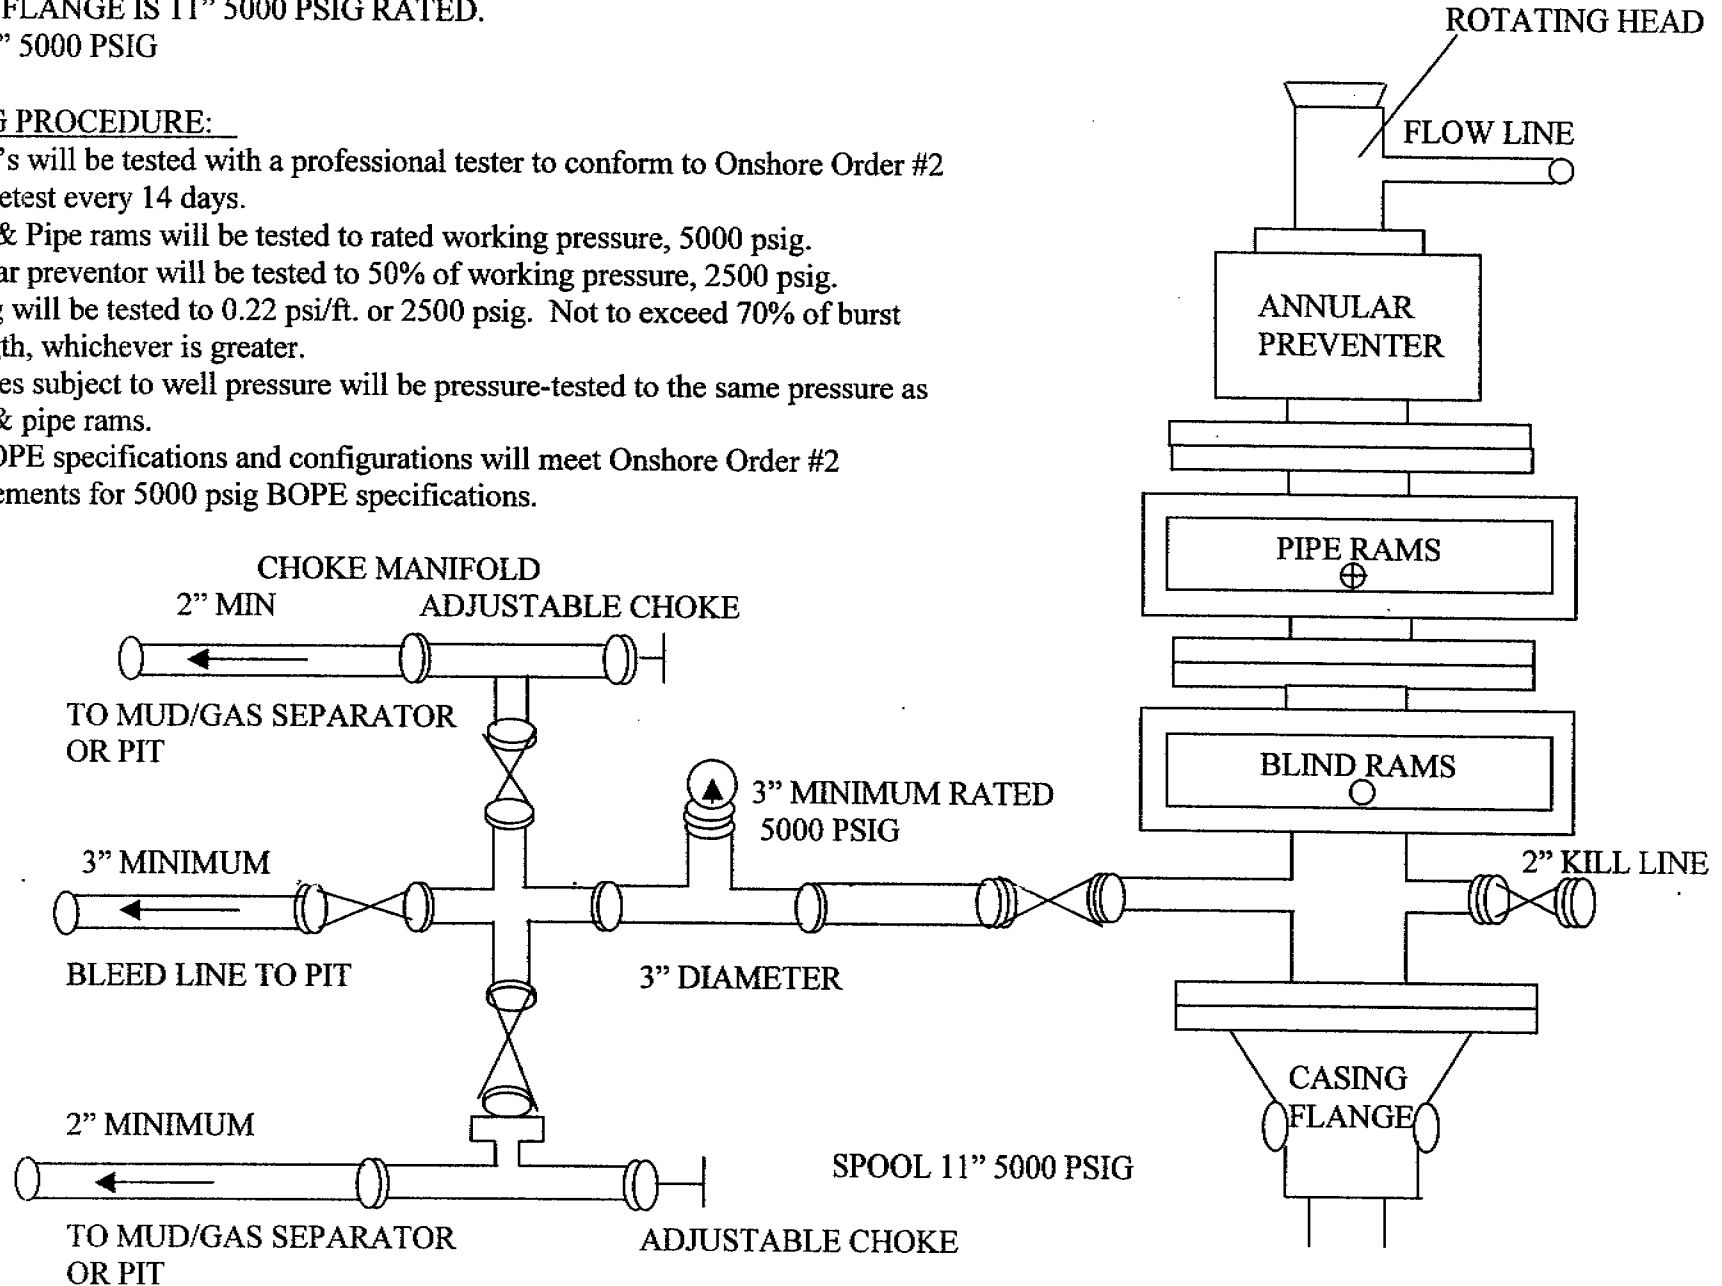 FLANGE IS 11” 5000 PSIG RATED.
” 5000 PSIG
G PROCEDURE:
’s will be tested with a professional tester to conform to Onshore Order #2
etest every 14 days.
& Pipe rams will be tested to rated working pressure, 5000 psig.
ar preventor will be tested to 50% of working pressure, 2500 psig.
g will be tested to 0.22 psi/ft. or 2500 psig. Not to exceed 70% of burst
gth, whichever is greater.
es subject to well pressure will be pressure-tested to the same pressure as
& pipe rams.
OPE specifications and configurations will meet Onshore Order #2
ements for 5000 psig BOPE specifications.
ROTATING HEAD
FLOW LINE
ANNULAR
PREVENTER
PIPE RAMS
BLIND RAMS
2” KILL LINE
CASING
FLANGE
CHOKE MANIFOLD
2” MIN
ADJUSTABLE CHOKE
TO MUD/GAS SEPARATOR
OR PIT
3” MINIMUM RATED
5000 PSIG
3” MINIMUM
BLEED LINE TO PIT
3” DIAMETER
2” MINIMUM
SPOOL 11” 5000 PSIG
TO MUD/GAS SEPARATOR
OR PIT
ADJUSTABLE CHOKE